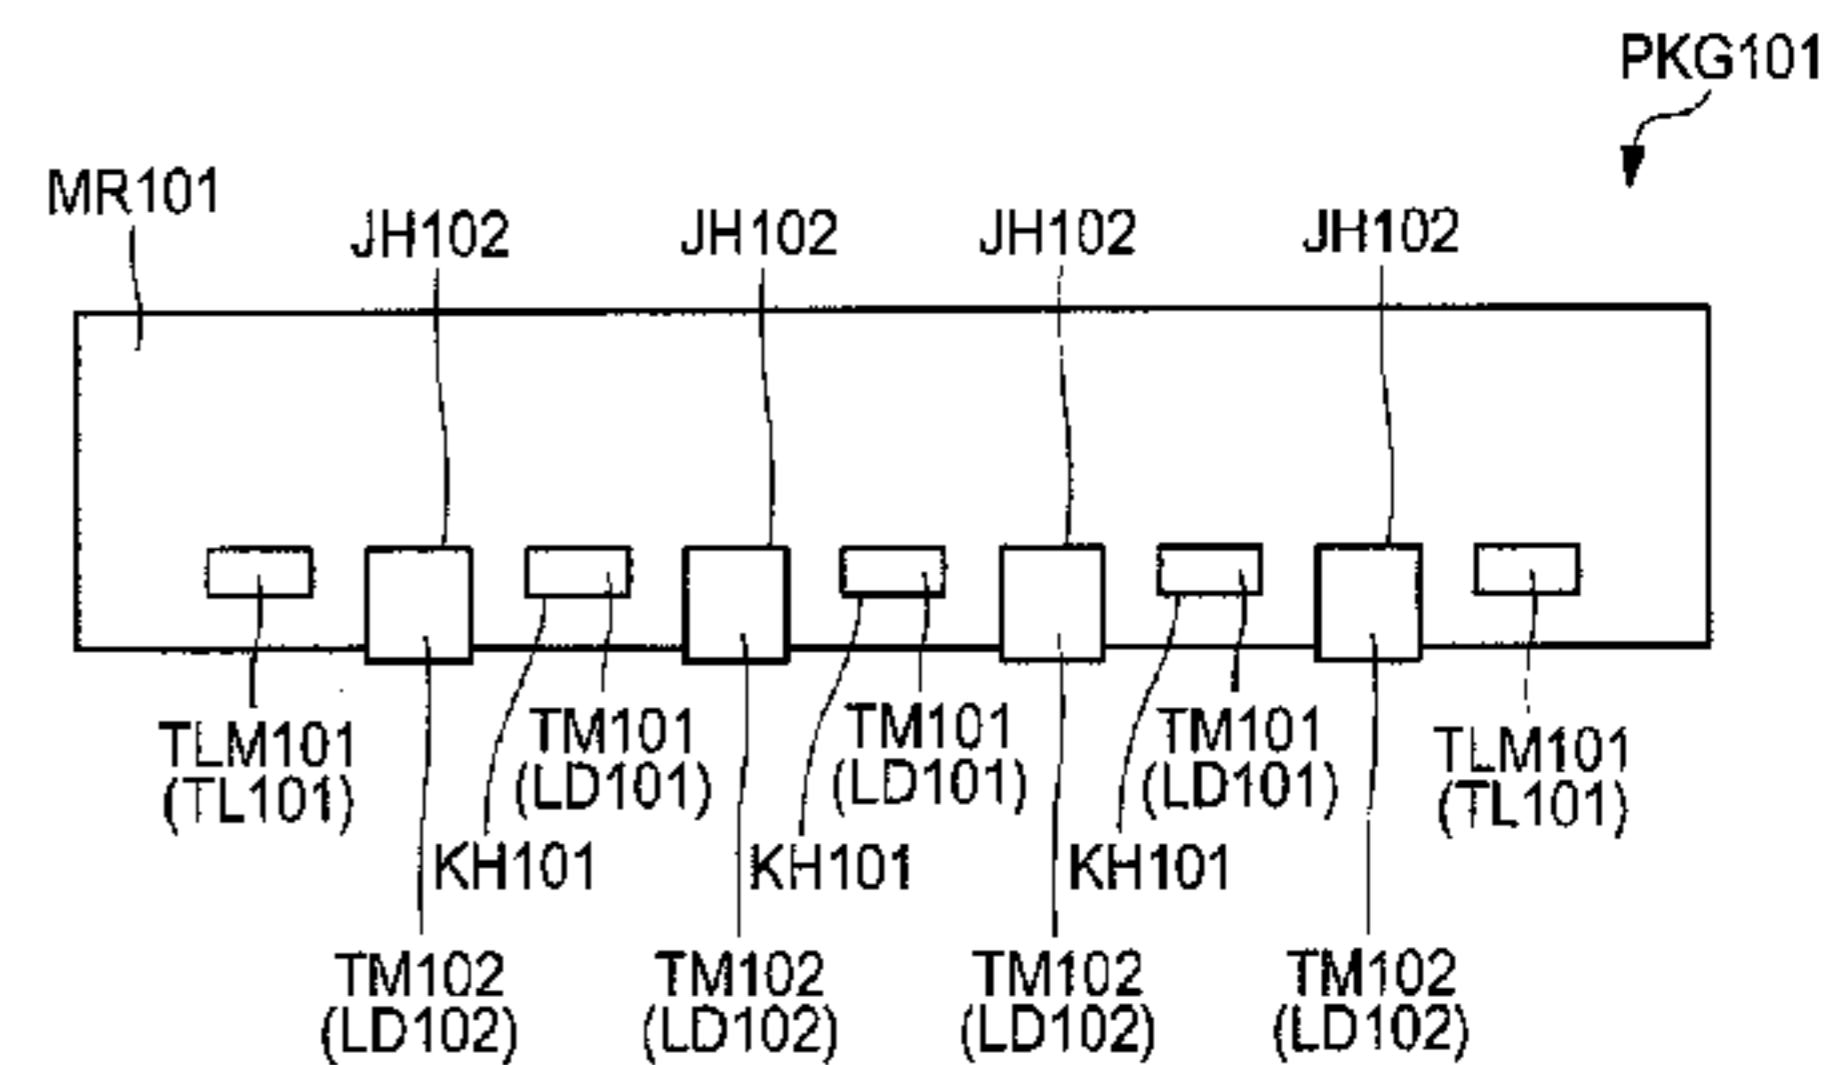 PKG101
MR101
JH102 JH102 JH102 JH102
TLM101 TM101 TM101 TM101 TLM101
(TL101) (LD101) (LD101) (LD101) (TL101)
KH101 KH101 KH101
TM102 TM102 TM102 TM102
(LD102) (LD102) (LD102) (LD102)